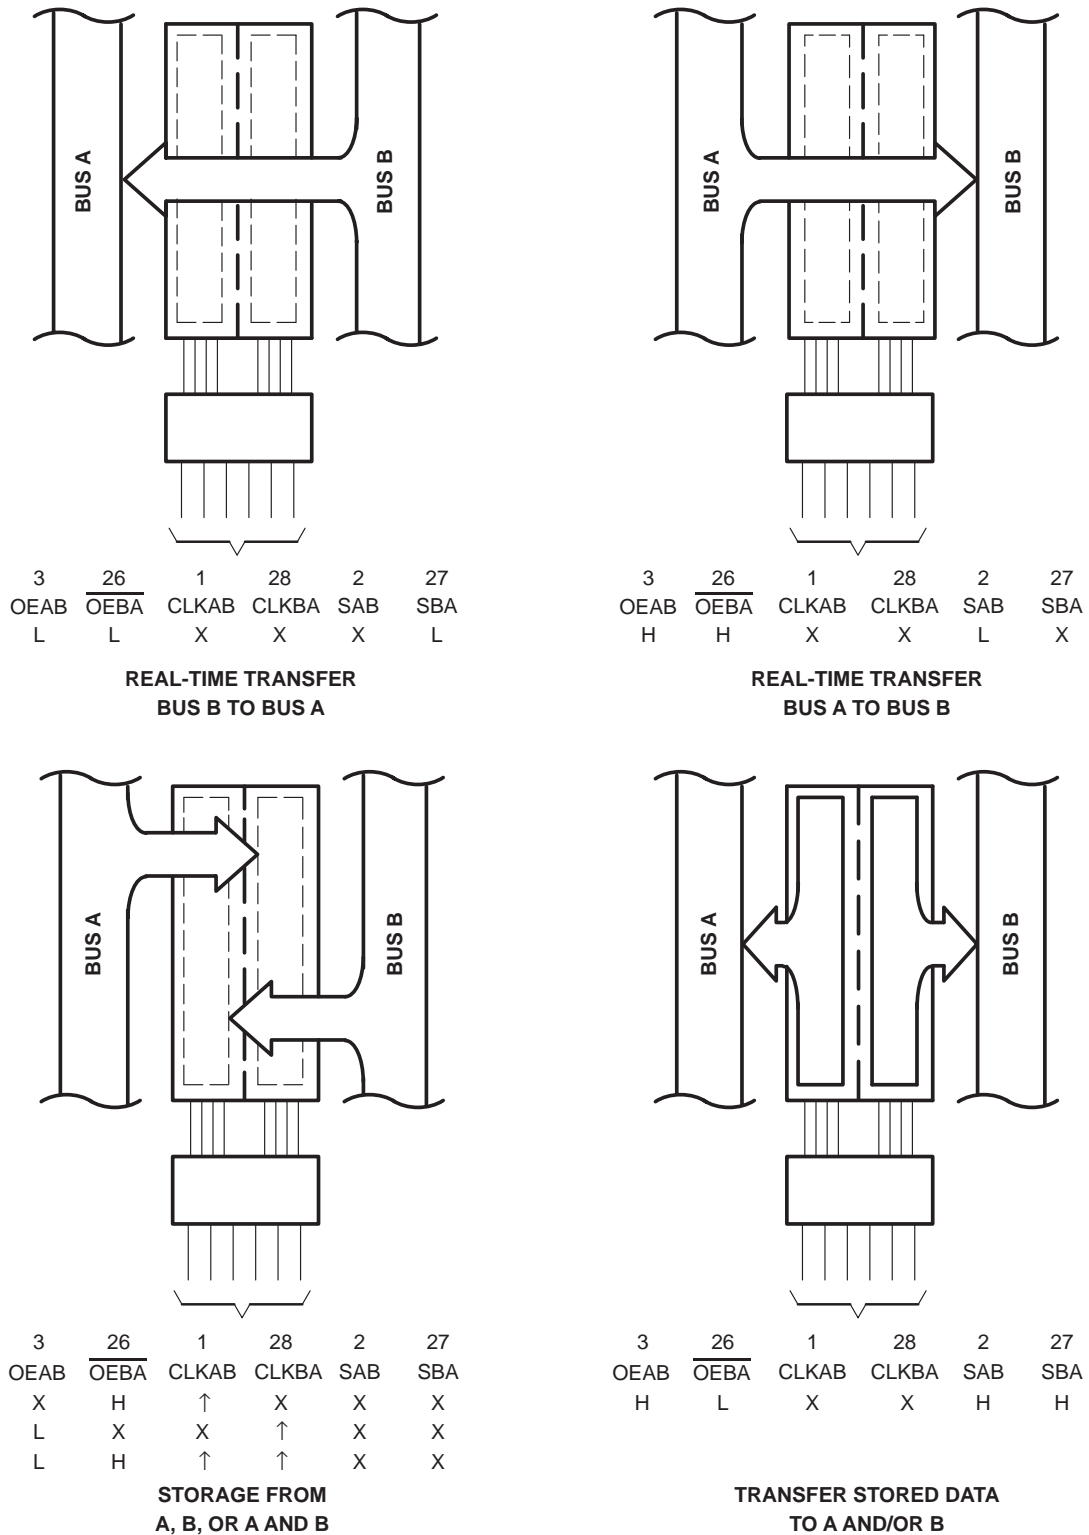 BUS A
BUS B
3 26 1 28 2 27
OEAB OEBA CLKAB CLKBA SAB SBA
L L X X X L
REAL-TIME TRANSFER
BUS B TO BUS A
BUS A
BUS B
3 26 1 28 2 27
OEAB OEBA CLKAB CLKBA SAB SBA
H H X X L X
REAL-TIME TRANSFER
BUS A TO BUS B
BUS A
BUS B
3 26 1 28 2 27
OEAB OEBA CLKAB CLKBA SAB SBA
X H ↑ X X X
L X X ↑ X X
L H ↑ ↑ X X
STORAGE FROM
A, B, OR A AND B
BUS A
BUS B
3 26 1 28 2 27
OEAB OEBA CLKAB CLKBA SAB SBA
H L X X H H
TRANSFER STORED DATA
TO A AND/OR B